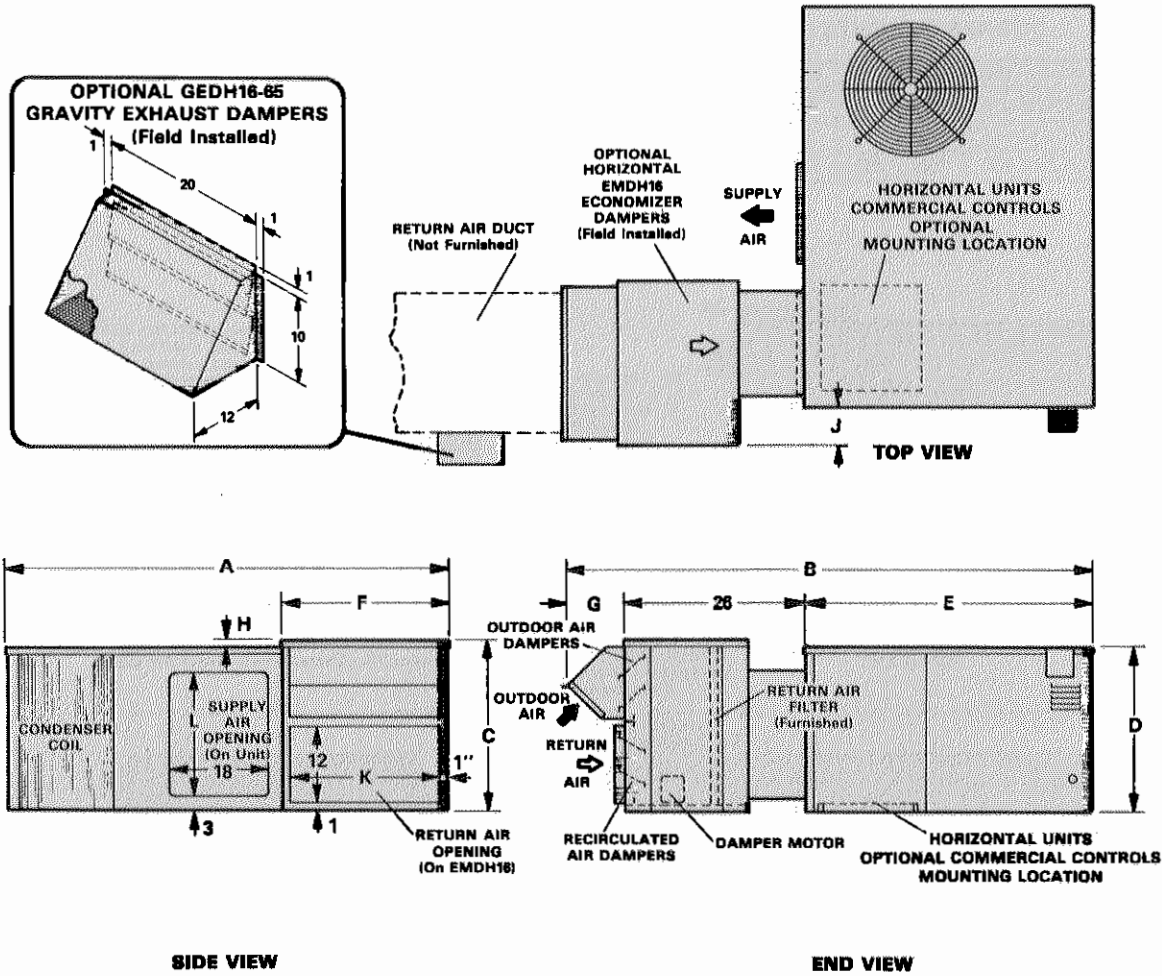 OPTIONAL GEDH16-65
GRAVITY EXHAUST DAMPERS
(Field Installed)
1
20
1
1
10
12
RETURN AIR DUCT
(Not Furnished)
OPTIONAL
HORIZONTAL
EMDH16
ECONOMIZER
DAMPERS
(Field Installed)
SUPPLY
AIR
HORIZONTAL UNITS
COMMERCIAL CONTROLS
OPTIONAL
MOUNTING LOCATION
J
TOP VIEW
A
F
H
CONDENSER
COIL
L
SUPPLY
AIR
OPENING
(On Unit)
18
12
K
1"
C
3
1
RETURN AIR
OPENING
(On EMDH16)
SIDE VIEW
B
G
26
E
OUTDOOR AIR
DAMPERS
OUTDOOR
AIR
RETURN
AIR
RETURN AIR
FILTER
(Furnished)
D
RECIRCULATED
AIR DAMPERS
DAMPER MOTOR
HORIZONTAL UNITS
OPTIONAL COMMERCIAL CONTROLS
MOUNTING LOCATION
END VIEW